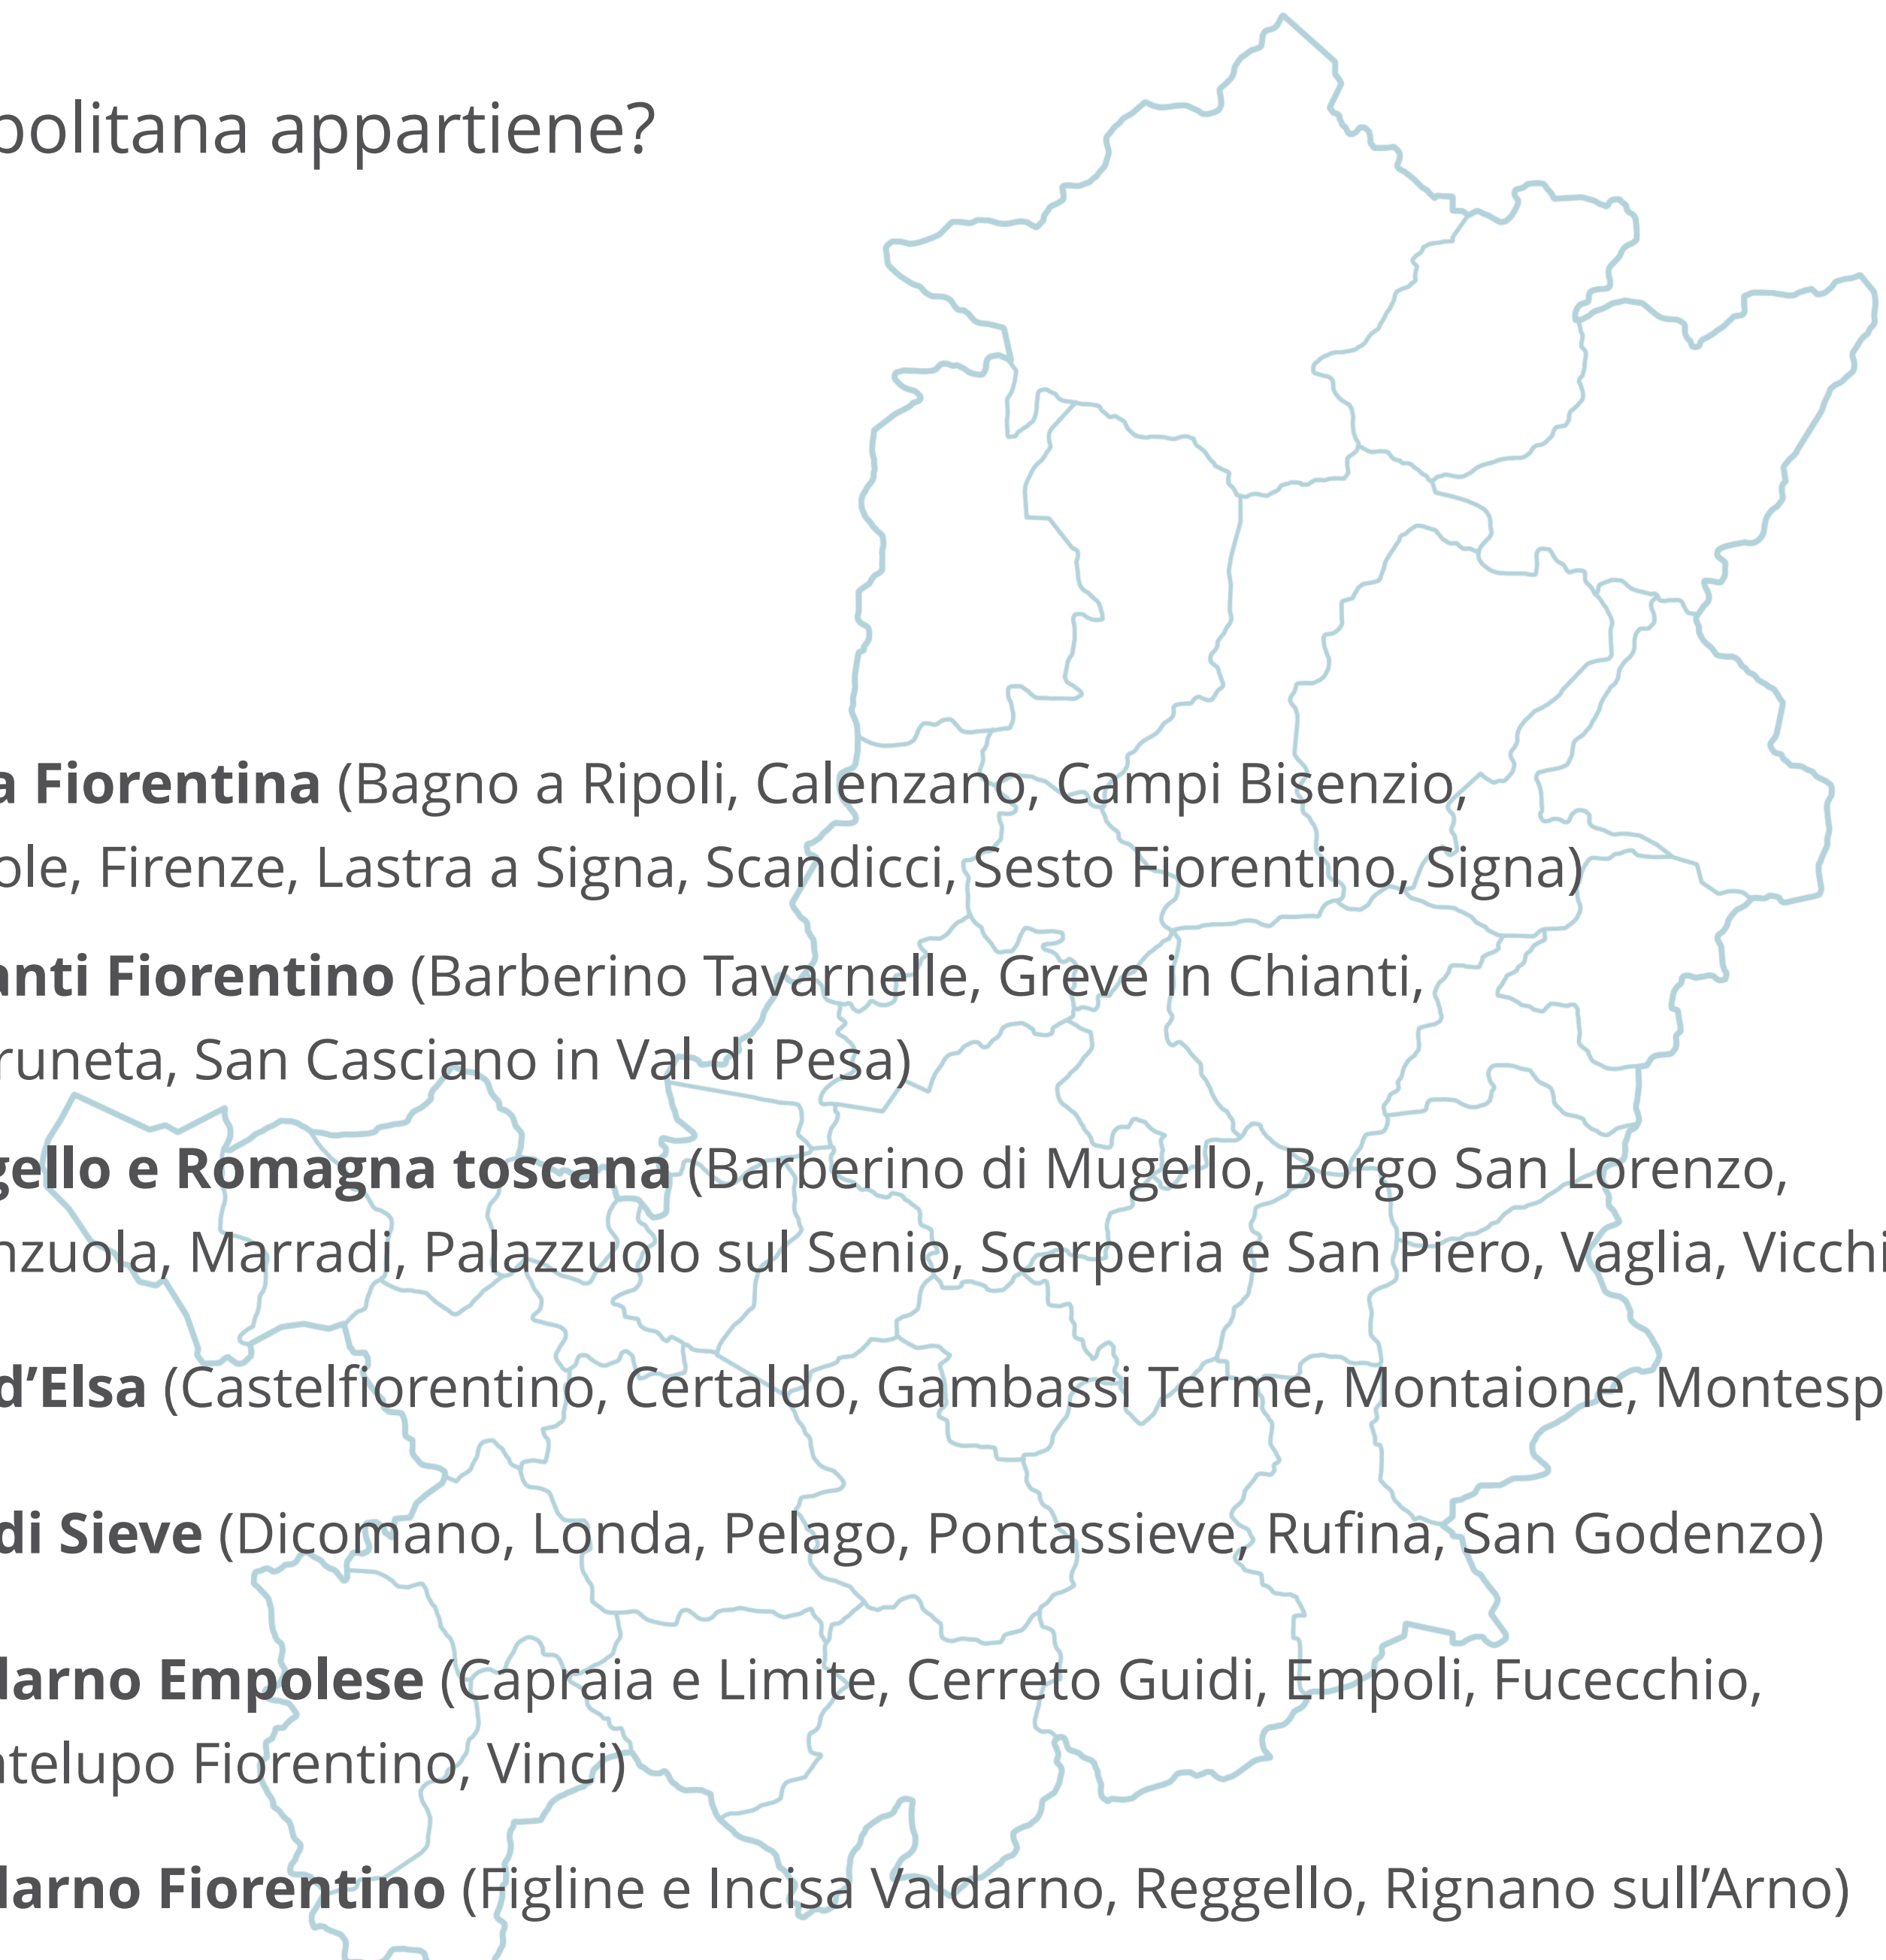 politana appartiene?
a Fiorentina (Bagno a Ripoli, Calenzano, Campi Bisenzio,
ole, Firenze, Lastra a Signa, Scandicci, Sesto Fiorentino, Signa)
anti Fiorentino (Barberino Tavarnelle, Greve in Chianti,
runeta, San Casciano in Val di Pesa)
gello e Romagna toscana (Barberino di Mugello, Borgo San Lorenzo,
nzuola, Marradi, Palazzuolo sul Senio, Scarperia e San Piero, Vaglia, Vicchi
d’Elsa (Castelfiorentino, Certaldo, Gambassi Terme, Montaione, Montesp
di Sieve (Dicomano, Londa, Pelago, Pontassieve, Rufina, San Godenzo)
darno Empolese (Capraia e Limite, Cerreto Guidi, Empoli, Fucecchio,
ntelupo Fiorentino, Vinci)
darno Fiorentino (Figline e Incisa Valdarno, Reggello, Rignano sull’Arno)